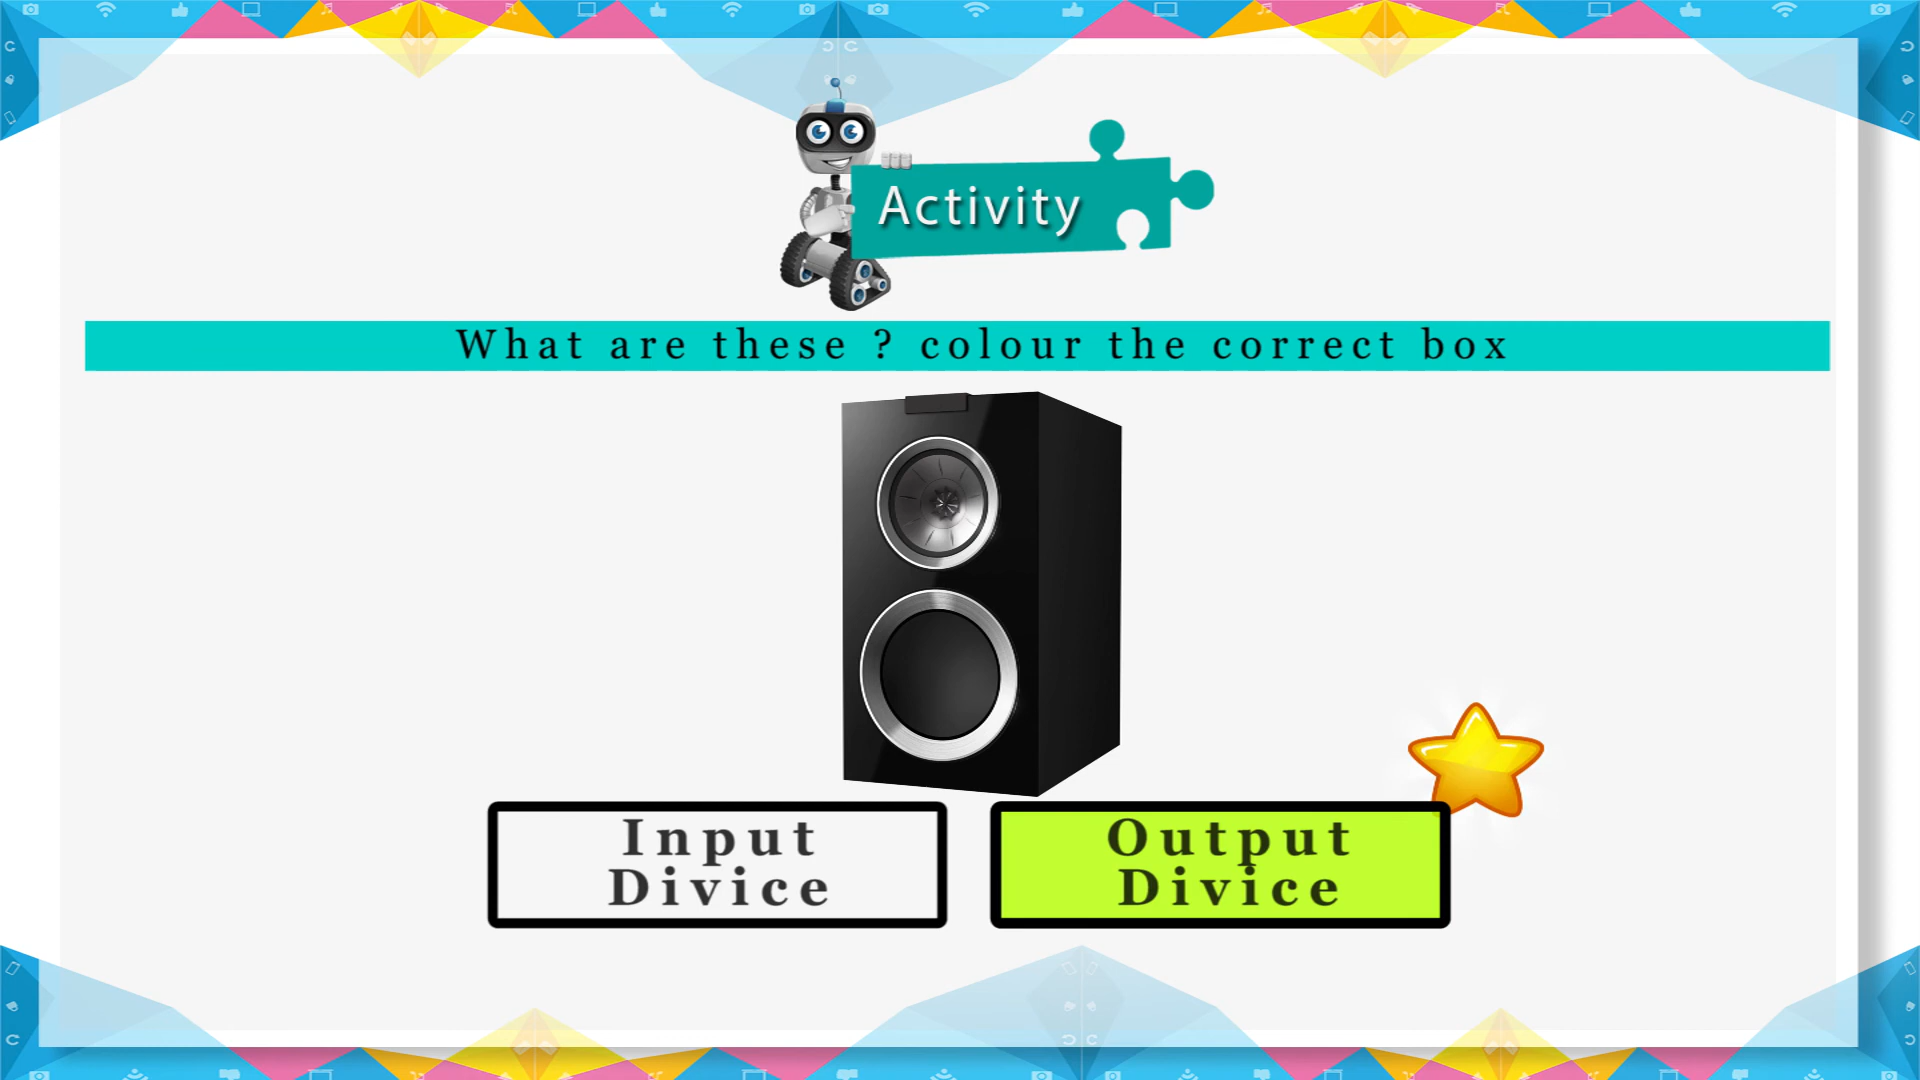 Activity
What are these ? colour the correct box
Input
Divice
Output
Divice